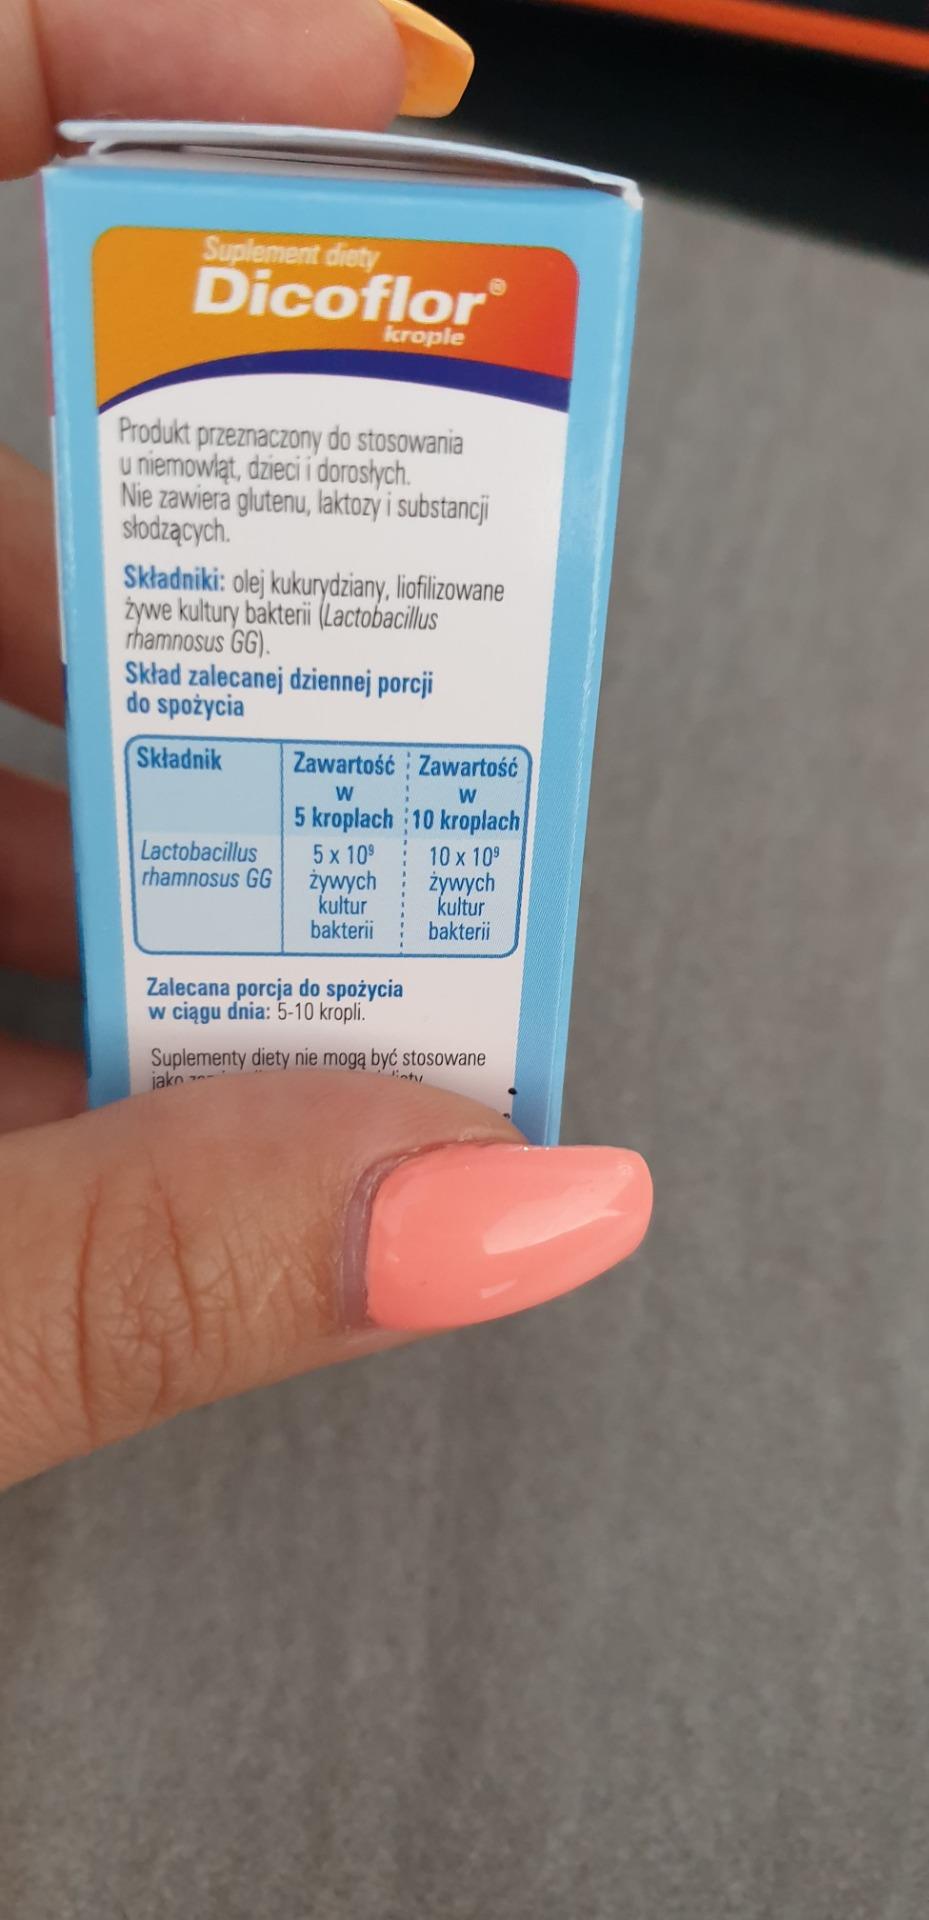 Suplement diety
Dicoflor®
krople
Produkt przeznaczony do stosowania
u niemowląt, dzieci i dorosłych.
Nie zawiera glutenu, laktozy i substancji
słodzących.
Składniki: olej kukurydziany, liofilizowane
żywe kultury bakterii (Lactobacillus
rhamnosus GG).
Skład zalecanej dziennej porcji
do spożycia
Składnik
Zawartość
w
5 kroplach
Zawartość
w
10 kroplach
Lactobacillus
rhamnosus GG
5 x 10⁹
żywych
kultur
bakterii
10 x 10⁹
żywych
kultur
bakterii
Zalecana porcja do spożycia
w ciągu dnia: 5-10 kropli.
Suplementy diety nie mogą być stosowane
jako